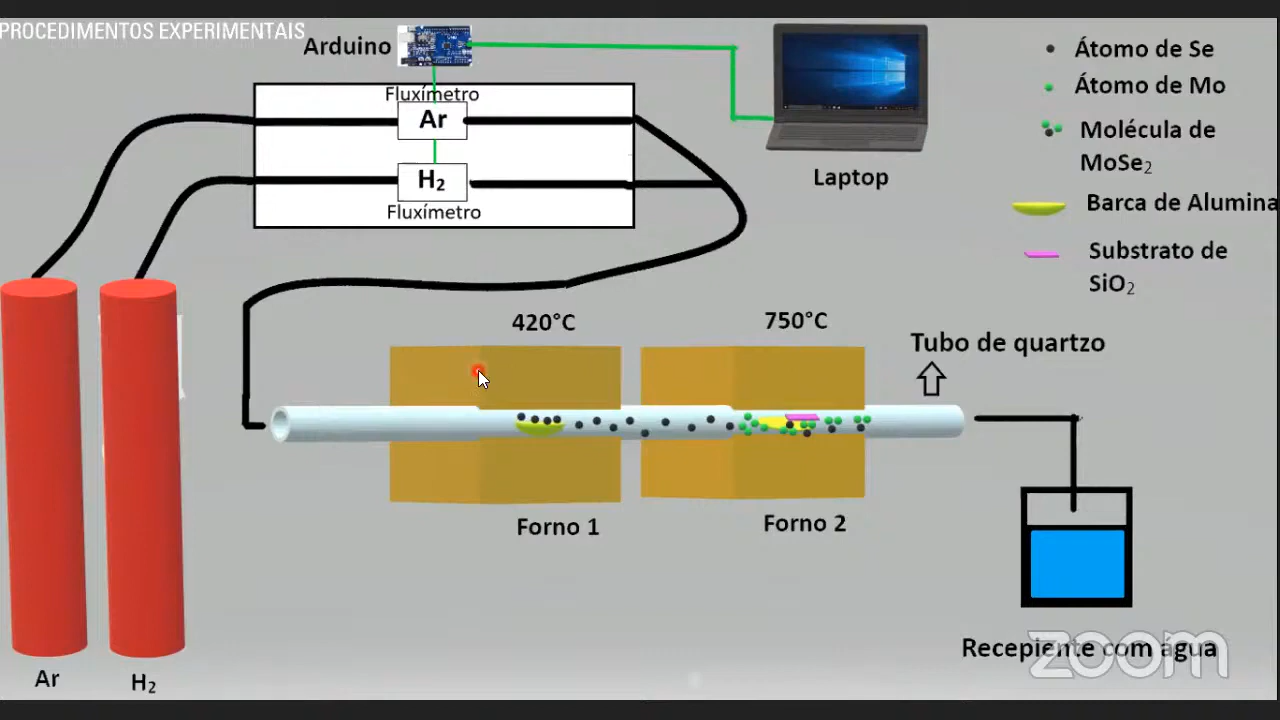 PROCEDIMENTOS EXPERIMENTAIS
Arduino
Fluxímetro
Ar
H₂
Fluxímetro
Laptop
Átomo de Se
Átomo de Mo
Molécula de
MoSe₂
Barca de Alumina
Substrato de
SiO₂
420°C
750°C
Tubo de quartzo
Forno 1
Forno 2
Recepiente com água
zoom
Ar
H₂